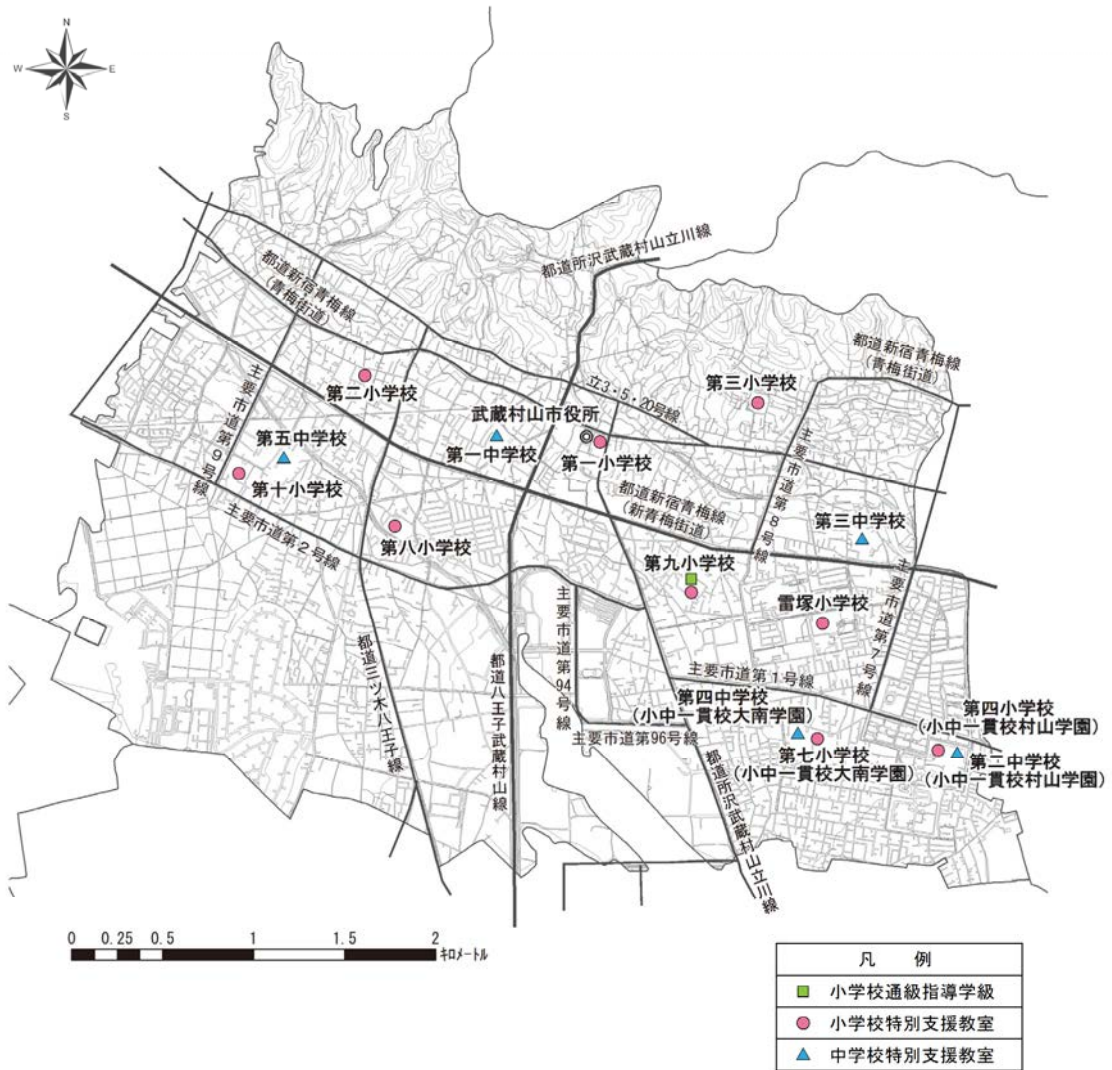 N
W
E
S
都道所沢武蔵村山立川線
都道新宿青梅線
(青梅街道)
都道新宿青梅線
(青梅街道)
立3・5・20号線
第三小学校
第二小学校
主要市道第9号線
武蔵村山市役所
第五中学校
第一中学校
第一小学校
主要市道第8号線
第十小学校
都道新宿青梅線
(新青梅街道)
第三中学校
主要市道第2号線
第八小学校
第九小学校
雷塚小学校
主要市道第7号線
主要市道第94号線
都道三ツ木八王子線
都道八王子武蔵村山線
主要市道第1号線
第四中学校
(小中一貫校大南学園)
第四小学校
(小中一貫校村山学園)
主要市道第96号線
第七小学校
(小中一貫校大南学園)
第二中学校
(小中一貫校村山学園)
都道所沢武蔵村山立川線
0 0.25 0.5 1 1.5 2
キロメートル
凡 例
小学校通級指導学級
小学校特別支援教室
中学校特別支援教室